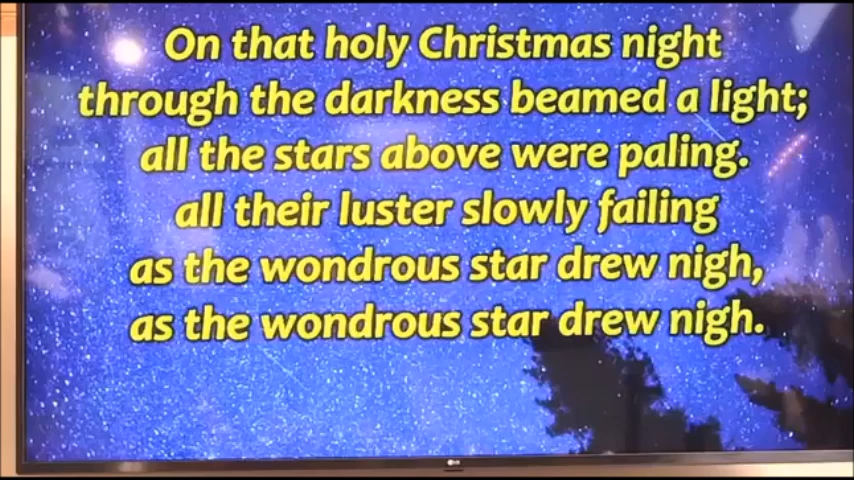 On that holy Christmas night
through the darkness beamed a light;
all the stars above were paling.
all their luster slowly failing
as the wondrous star drew nigh,
as the wondrous star drew nigh.
LG